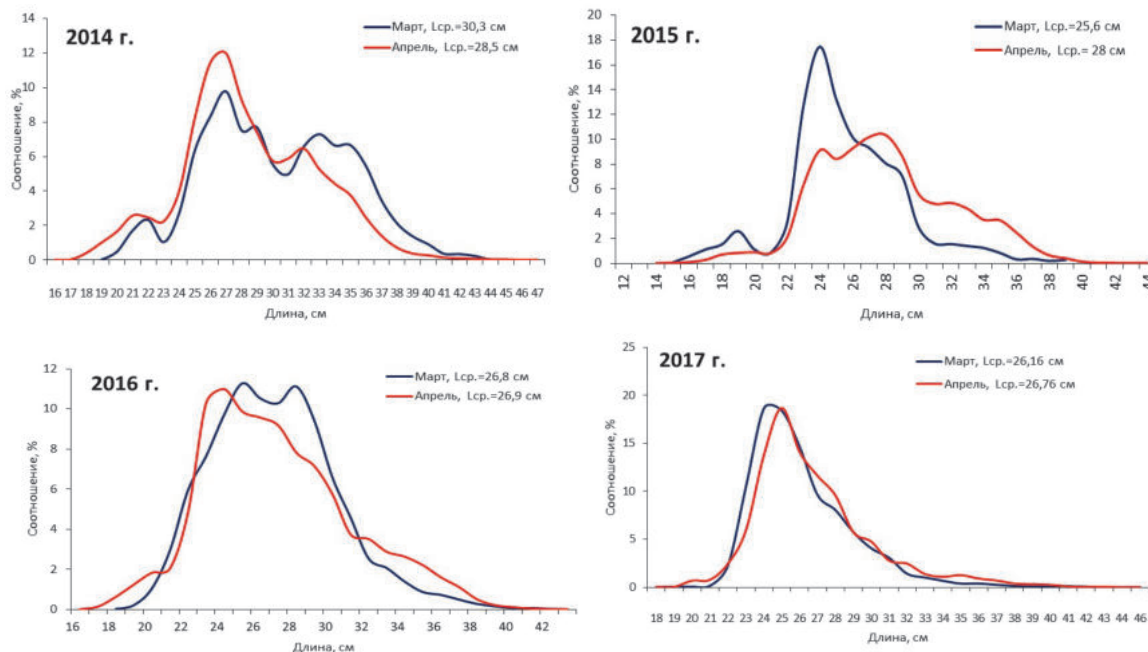 2014 г.
Март, Lср.=30,3 см
Апрель, Lср.=28,5 см
Соотношение, %
14
12
10
8
6
4
2
0
16 17 18 19 20 21 22 23 24 25 26 27 28 29 30 31 32 33 34 35 36 37 38 39 40 41 42 43 44 45 46 47
Длина, см
2015 г.
Март, Lср.=25,6 см
Апрель, Lср.= 28 см
Соотношение, %
20
18
16
14
12
10
8
6
4
2
0
12 14 16 18 20 22 24 26 28 30 32 34 36 38 40 42 44
Длина, см
2016 г.
Март, Lср.=26,8 см
Апрель, Lср.=26,9 см
Соотношение, %
12
10
8
6
4
2
0
16 20 22 24 26 28 30 32 34 36 38 40 42
Длина, см
2017 г.
Март, Lср.=26,16 см
Апрель, Lср.=26,76 см
Соотношение, %
25
20
15
10
5
0
18 19 20 21 22 23 24 25 26 27 28 29 30 31 32 33 34 35 36 37 38 39 40 41 42 43 44 46
Длина, см